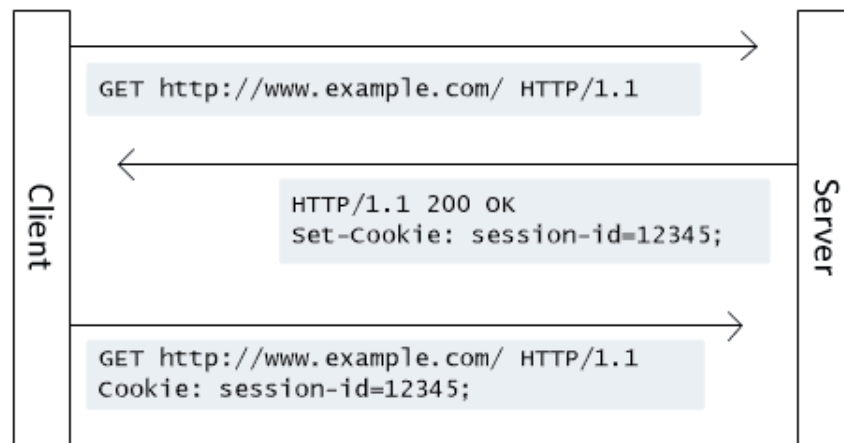 Client
Server
GET http://www.example.com/ HTTP/1.1
HTTP/1.1 200 OK
Set-Cookie: session-id=12345;
GET http://www.example.com/ HTTP/1.1
Cookie: session-id=12345;